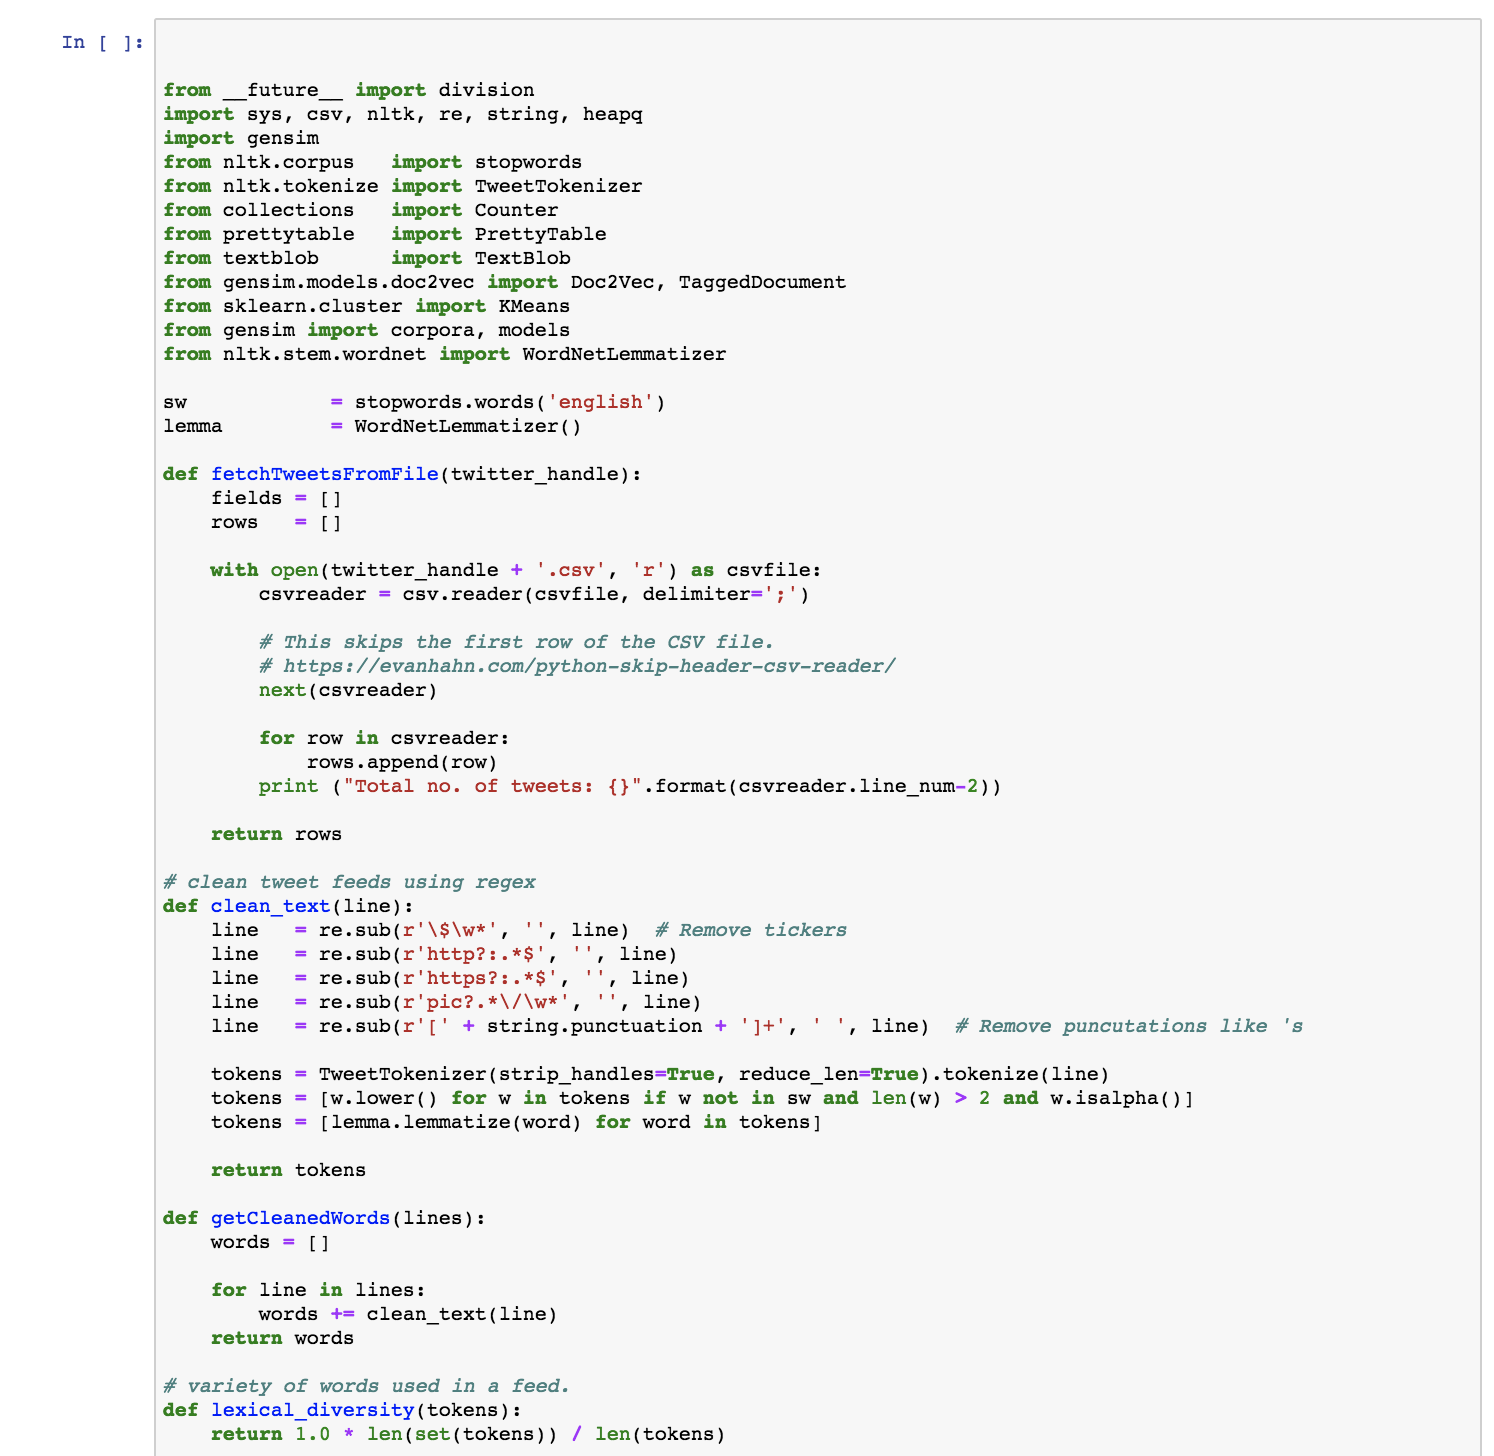 In [ ]:
from __future__ import division
import sys, csv, nltk, re, string, heapq
import gensim
from nltk.corpus   import stopwords
from nltk.tokenize import TweetTokenizer
from collections   import Counter
from prettytable   import PrettyTable
from textblob      import TextBlob
from gensim.models.doc2vec import Doc2Vec, TaggedDocument
from sklearn.cluster import KMeans
from gensim import corpora, models
from nltk.stem.wordnet import WordNetLemmatizer

sw            = stopwords.words('english')
lemma         = WordNetLemmatizer()

def fetchTweetsFromFile(twitter_handle):
    fields = []
    rows   = []

    with open(twitter_handle + '.csv', 'r') as csvfile:
        csvreader = csv.reader(csvfile, delimiter=';')

        # This skips the first row of the CSV file.
        # https://evanhahn.com/python-skip-header-csv-reader/
        next(csvreader)

        for row in csvreader:
            rows.append(row)
        print ("Total no. of tweets: {}".format(csvreader.line_num-2))

    return rows

# clean tweet feeds using regex
def clean_text(line):
    line   = re.sub(r'\$\w*', '', line)  # Remove tickers
    line   = re.sub(r'http?:.*$', '', line)
    line   = re.sub(r'https?:.*$', '', line)
    line   = re.sub(r'pic?.*\/\w*', '', line)
    line   = re.sub(r'[' + string.punctuation + ']+', ' ', line)  # Remove puncutations like 's

    tokens = TweetTokenizer(strip_handles=True, reduce_len=True).tokenize(line)
    tokens = [w.lower() for w in tokens if w not in sw and len(w) > 2 and w.isalpha()]
    tokens = [lemma.lemmatize(word) for word in tokens]

    return tokens

def getCleanedWords(lines):
    words = []

    for line in lines:
        words += clean_text(line)
    return words

# variety of words used in a feed.
def lexical_diversity(tokens):
    return 1.0 * len(set(tokens)) / len(tokens)